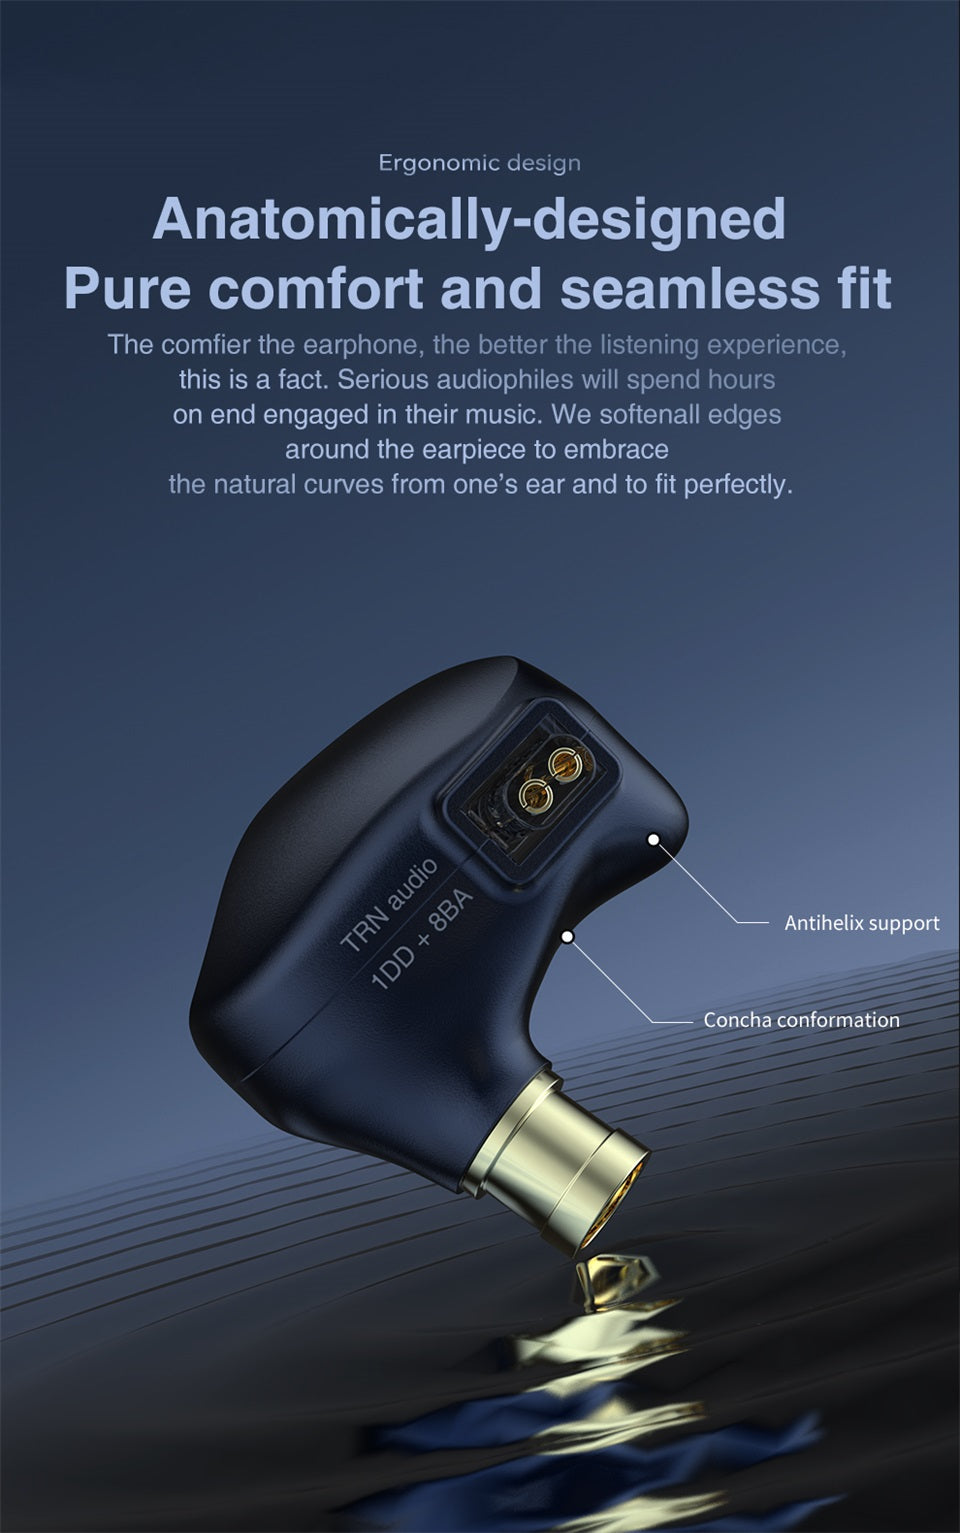 Ergonomic design
Anatomically-designed
Pure comfort and seamless fit
The comfier the earphone, the better the listening experience,
this is a fact. Serious audiophiles will spend hours
on end engaged in their music. We softenall edges
around the earpiece to embrace
the natural curves from one’s ear and to fit perfectly.
TRN audio
1DD + 8BA
Antihelix support
Concha conformation